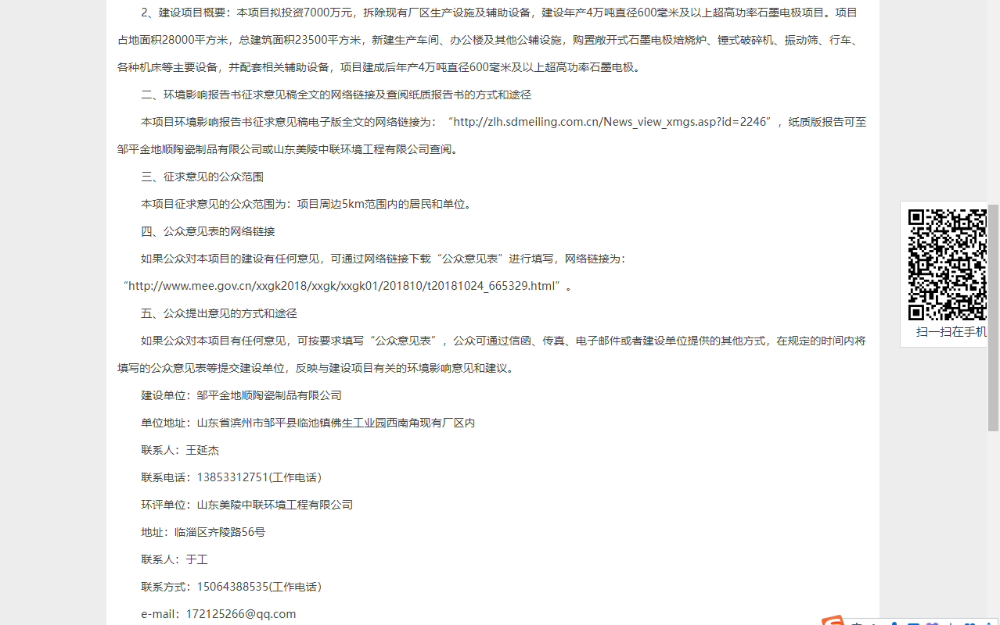 2、建设项目概要：本项目拟投资7000万元，拆除现有厂区生产设施及辅助设备，建设年产4万吨直径600毫米及以上超高功率石墨电极项目。项目
占地面积28000平方米，总建筑面积23500平方米，新建生产车间、办公楼及其他公辅设施，购置敞开式石墨电极焙烧炉、锤式破碎机、振动筛、行车、
各种机床等主要设备，并配套相关辅助设备，项目建成后年产4万吨直径600毫米及以上超高功率石墨电极。
二、环境影响报告书征求意见稿全文的网络链接及查阅纸质报告书的方式和途径
本项目环境影响报告书征求意见稿电子版全文的网络链接为：“http://zlh.sdmeiling.com.cn/News_view_xmgs.asp?id=2246”，纸质版报告可至
邹平金地顺陶瓷制品有限公司或山东美陵中联环境工程有限公司查阅。
三、征求意见的公众范围
本项目征求意见的公众范围为：项目周边5km范围内的居民和单位。
四、公众意见表的网络链接
如果公众对本项目的建设有任何意见，可通过网络链接下载“公众意见表”进行填写，网络链接为：
“http://www.mee.gov.cn/xxgk2018/xxgk/xxgk01/201810/t20181024_665329.html”。
五、公众提出意见的方式和途径
如果公众对本项目有任何意见，可按要求填写“公众意见表”，公众可通过信函、传真、电子邮件或者建设单位提供的其他方式，在规定的时间内将
填写的公众意见表等提交建设单位，反映与建设项目有关的环境影响意见和建议。
建设单位：邹平金地顺陶瓷制品有限公司
单位地址：山东省滨州市邹平县临池镇佛生工业园西南角现有厂区内
联系人：王延杰
联系电话：13853312751(工作电话）
环评单位：山东美陵中联环境工程有限公司
地址：临淄区齐陵路56号
联系人：于工
联系方式：15064388535(工作电话）
e-mail：172125266@qq.com
扫一扫在手机